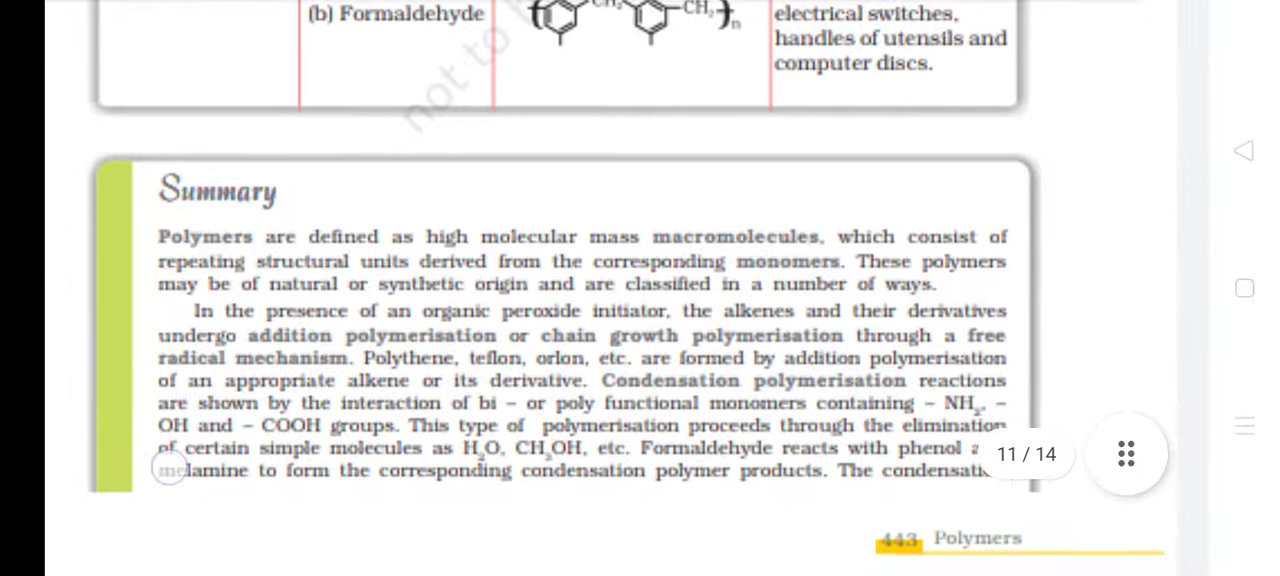 (b) Formaldehyde
CH₂
CH₂
n
electrical switches,
handles of utensils and
computer discs.
not to
Summary
Polymers are defined as high molecular mass macromolecules, which consist of
repeating structural units derived from the corresponding monomers. These polymers
may be of natural or synthetic origin and are classified in a number of ways.
In the presence of an organic peroxide initiator, the alkenes and their derivatives
undergo addition polymerisation or chain growth polymerisation through a free
radical mechanism. Polythene, teflon, orlon, etc. are formed by addition polymerisation
of an appropriate alkene or its derivative. Condensation polymerisation reactions
are shown by the interaction of bi – or poly functional monomers containing – NH₂, –
OH and – COOH groups. This type of polymerisation proceeds through the elimination
of certain simple molecules as H₂O, CH₃OH, etc. Formaldehyde reacts with phenol
melamine to form the corresponding condensation polymer products. The
11 / 14
443 Polymers